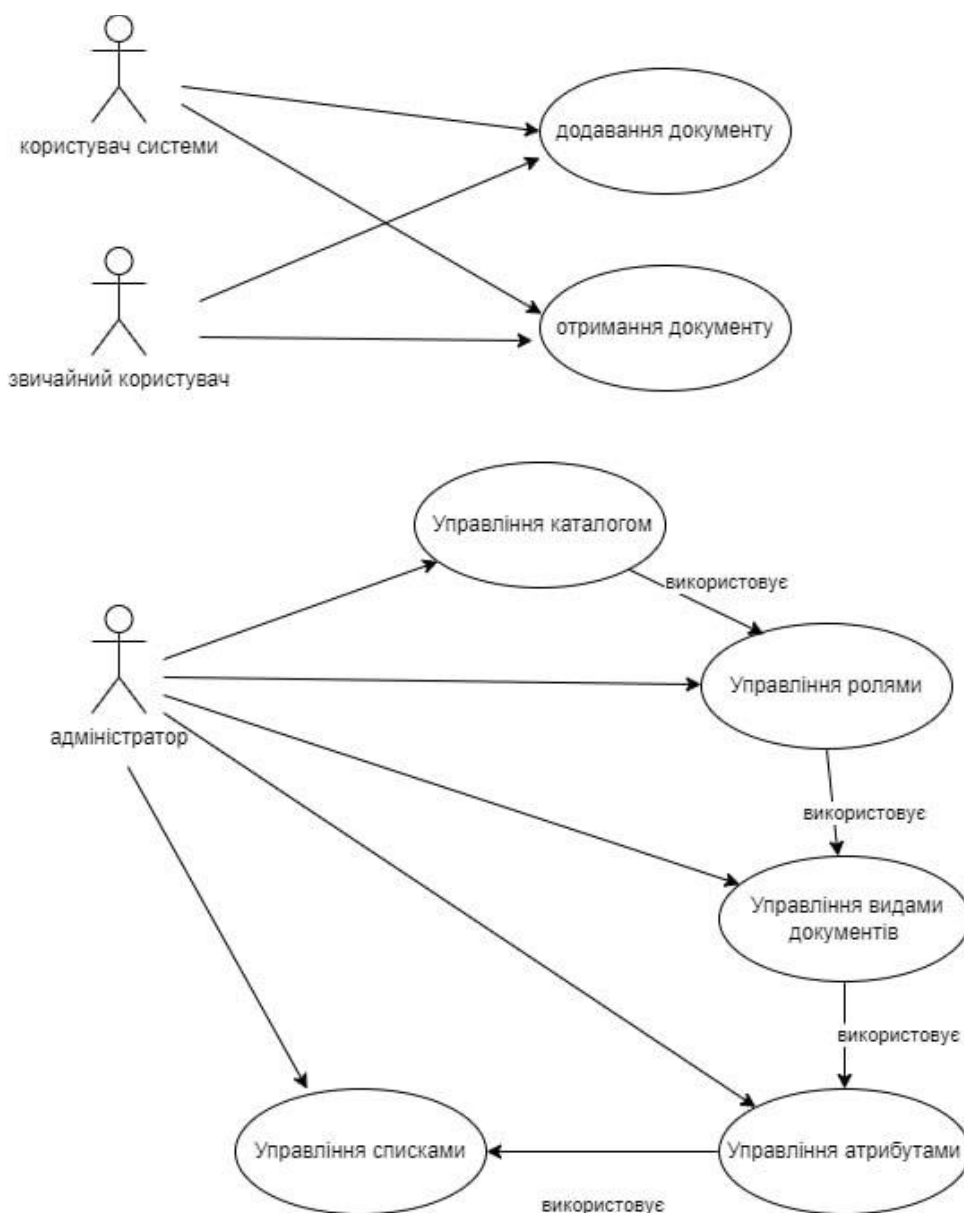 користувач системи
додавання документу
отримання документу
звичайний користувач
Управління каталогом
використовує
Управління ролями
адміністратор
використовує
Управління видами
документів
використовує
Управління списками
Управління атрибутами
використовує